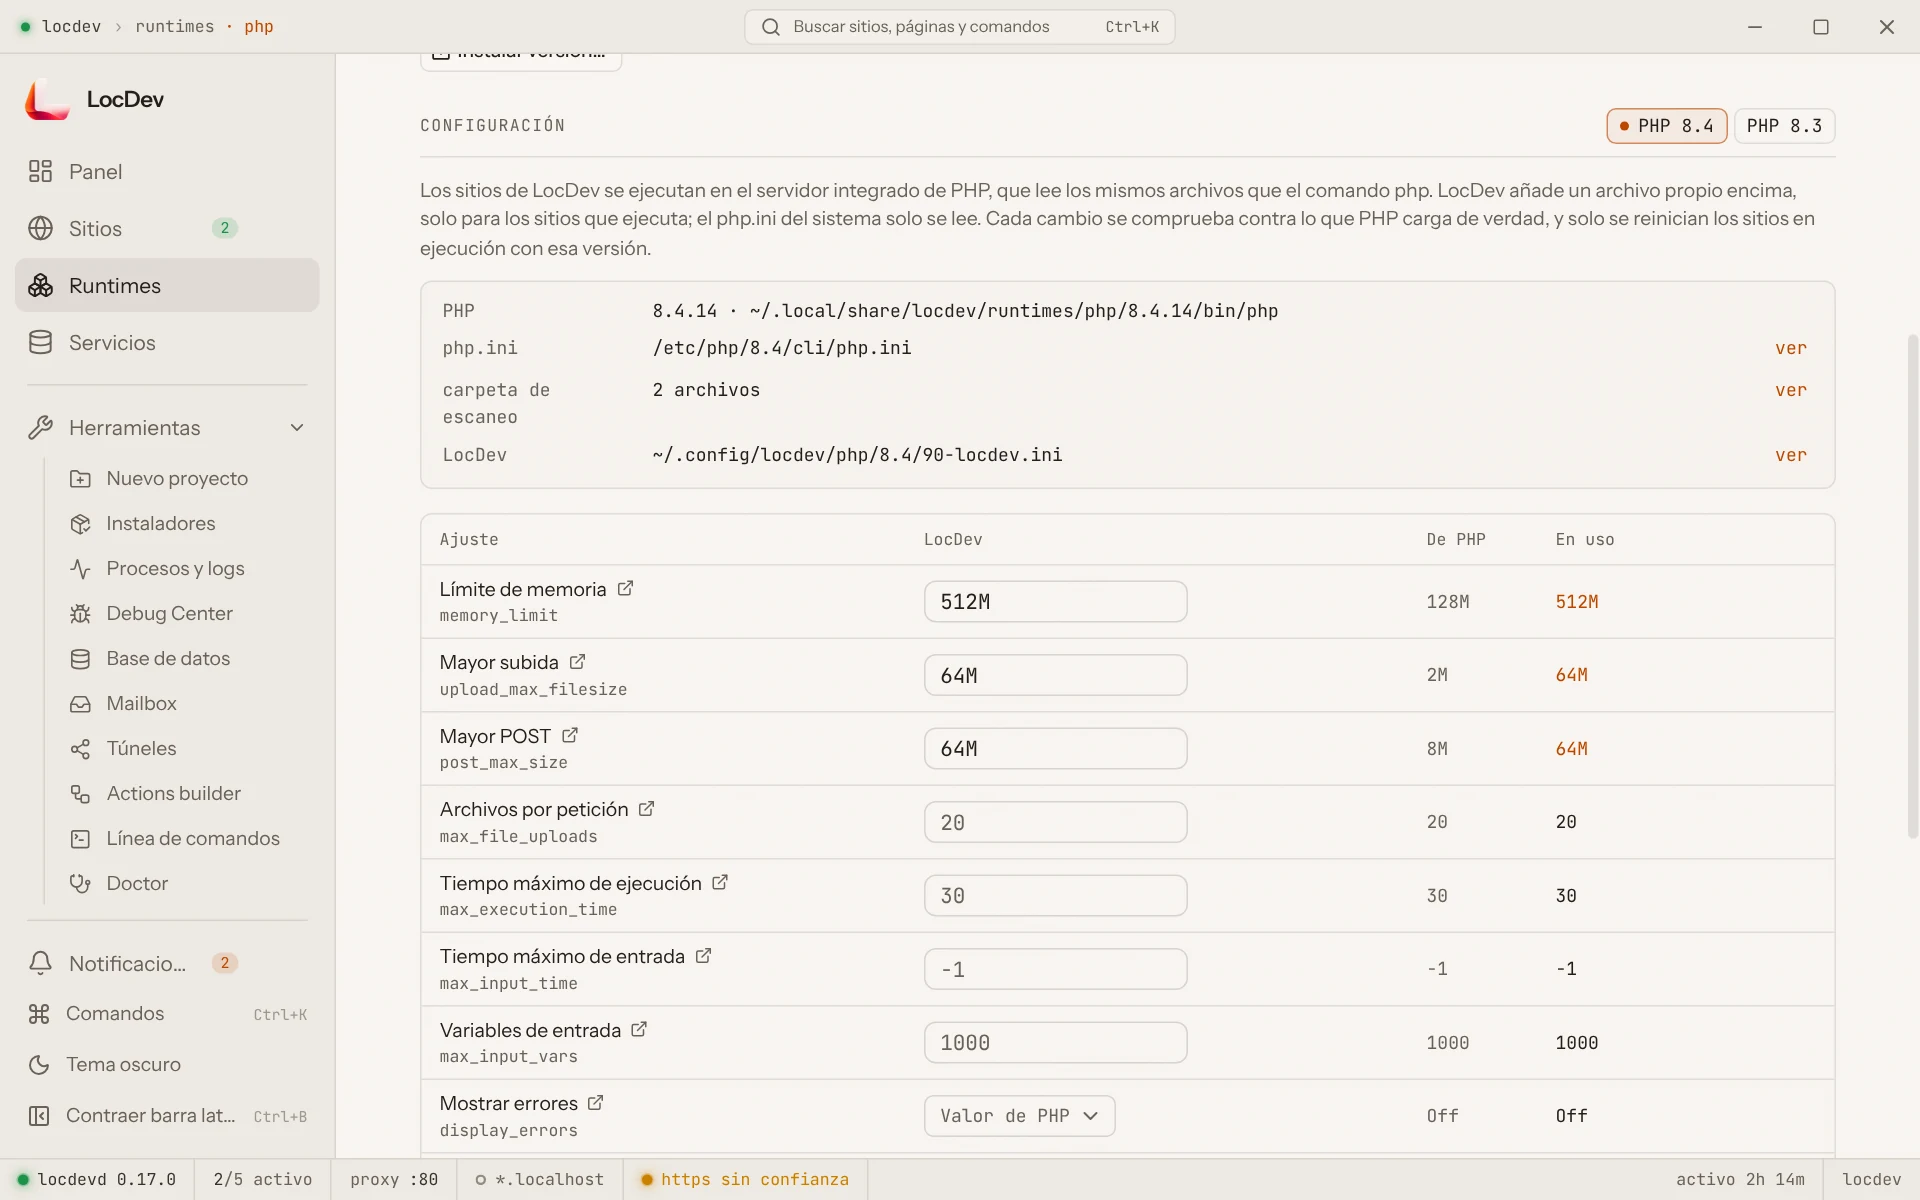 locdev › runtimes · php
Buscar sitios, páginas y comandos Ctrl+K
LocDev
Panel
Sitios 2
Runtimes
Servicios
Herramientas
Nuevo proyecto
Instaladores
Procesos y logs
Debug Center
Base de datos
Mailbox
Túneles
Actions builder
Línea de comandos
Doctor
Notificacio... 2
Comandos Ctrl+K
Tema oscuro
Contraer barra lat... Ctrl+B
Instalar versión...
CONFIGURACIÓN
PHP 8.4 PHP 8.3
Los sitios de LocDev se ejecutan en el servidor integrado de PHP, que lee los mismos archivos que el comando php. LocDev añade un archivo propio encima,
solo para los sitios que ejecuta; el php.ini del sistema solo se lee. Cada cambio se comprueba contra lo que PHP carga de verdad, y solo se reinician los sitios en
ejecución con esa versión.
PHP 8.4.14 · ~/.local/share/locdev/runtimes/php/8.4.14/bin/php
php.ini /etc/php/8.4/cli/php.ini ver
carpeta de escaneo 2 archivos ver
LocDev ~/.config/locdev/php/8.4/90-locdev.ini ver
Ajuste LocDev De PHP En uso
Límite de memoria
memory_limit 512M 128M 512M
Mayor subida
upload_max_filesize 64M 2M 64M
Mayor POST
post_max_size 64M 8M 64M
Archivos por petición
max_file_uploads 20 20 20
Tiempo máximo de ejecución
max_execution_time 30 30 30
Tiempo máximo de entrada
max_input_time -1 -1 -1
Variables de entrada
max_input_vars 1000 1000 1000
Mostrar errores
display_errors Valor de PHP Off Off
locdevd 0.17.0 2/5 activo proxy :80 *.localhost https sin confianza activo 2h 14m locdev